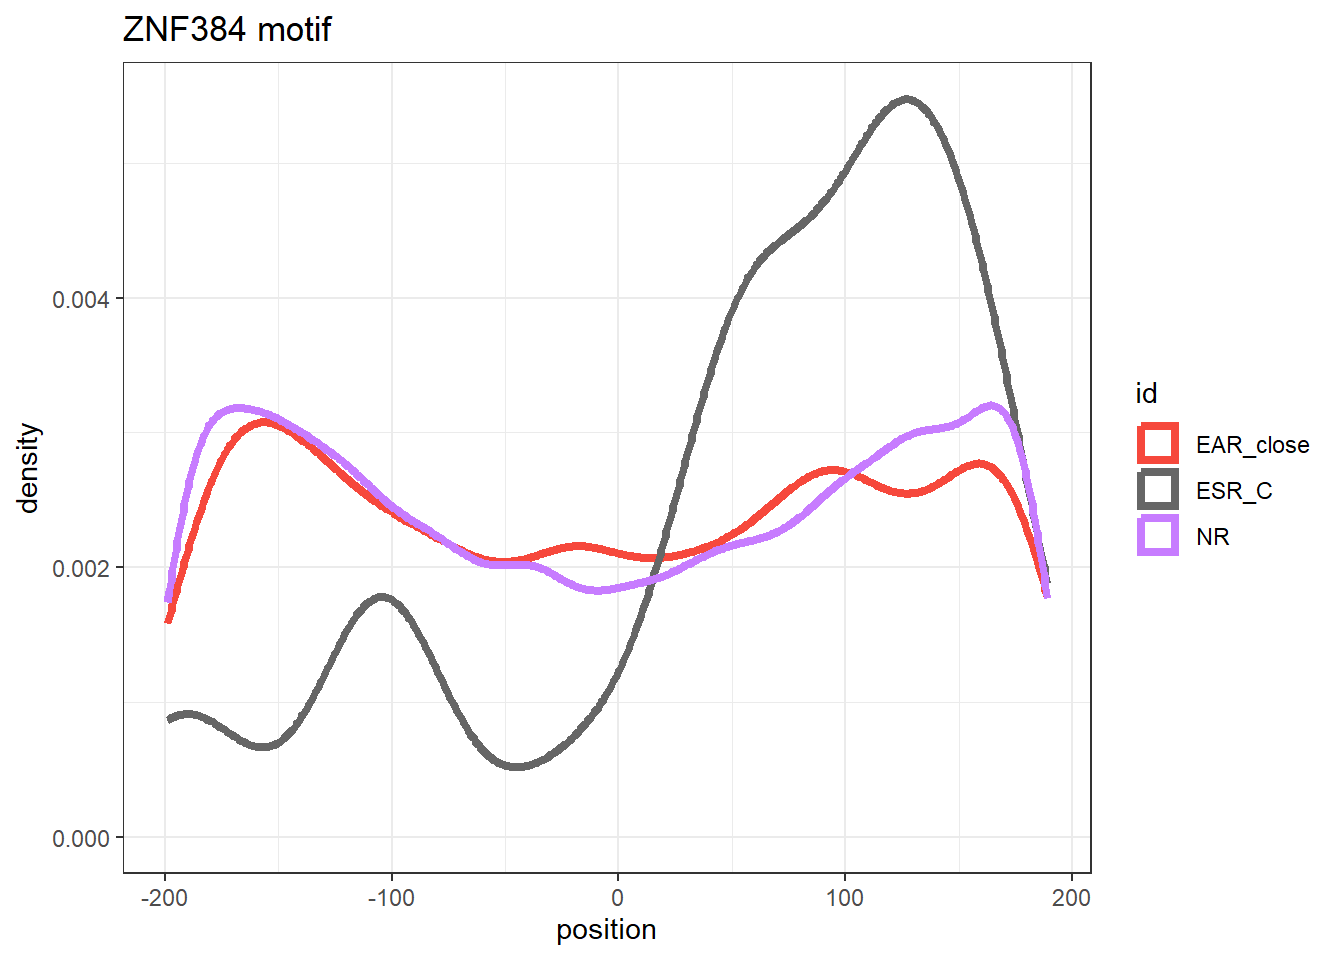 ZNF384 motif
density
0.004
0.002
0.000
-200 -100 0 100 200
position
id
EAR_close
ESR_C
NR